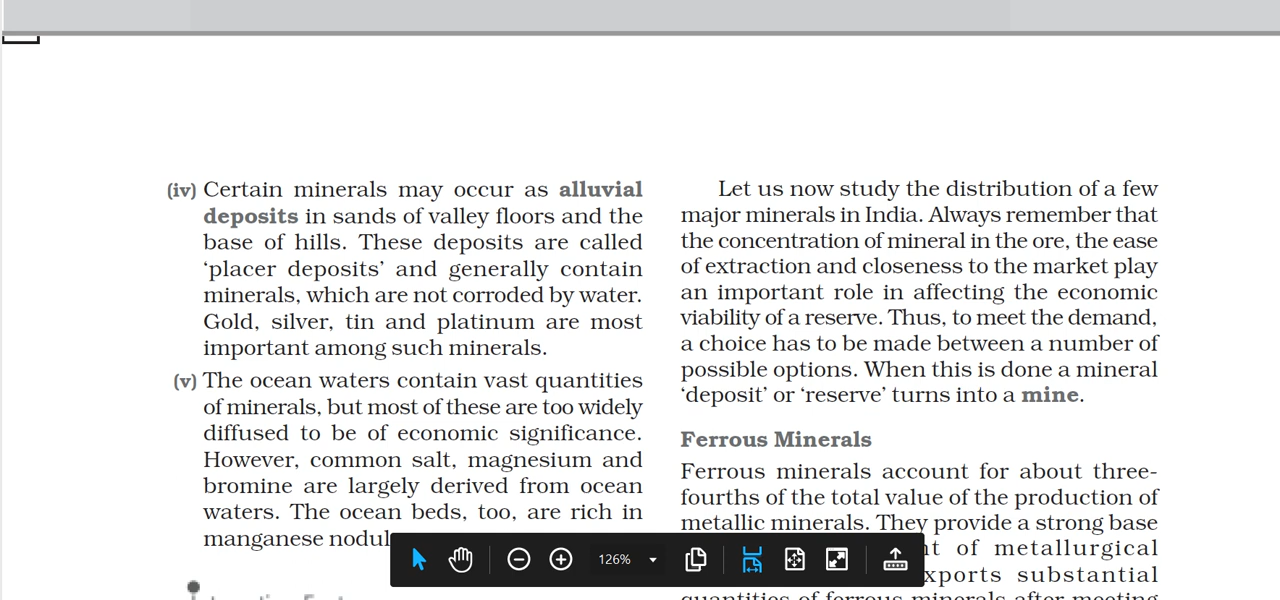 (iv) Certain minerals may occur as alluvial
deposits in sands of valley floors and the
base of hills. These deposits are called
‘placer deposits’ and generally contain
minerals, which are not corroded by water.
Gold, silver, tin and platinum are most
important among such minerals.
(v) The ocean waters contain vast quantities
of minerals, but most of these are too widely
diffused to be of economic significance.
However, common salt, magnesium and
bromine are largely derived from ocean
waters. The ocean beds, too, are rich in
manganese
Let us now study the distribution of a few
major minerals in India. Always remember that
the concentration of mineral in the ore, the ease
of extraction and closeness to the market play
an important role in affecting the economic
viability of a reserve. Thus, to meet the demand,
a choice has to be made between a number of
possible options. When this is done a mineral
‘deposit’ or ‘reserve’ turns into a mine.
Ferrous Minerals
Ferrous minerals account for about three-
fourths of the total value of the production of
metallic minerals. They provide a strong base
of metallurgical
substantial
quantities of ferrous minerals after meeting
126%